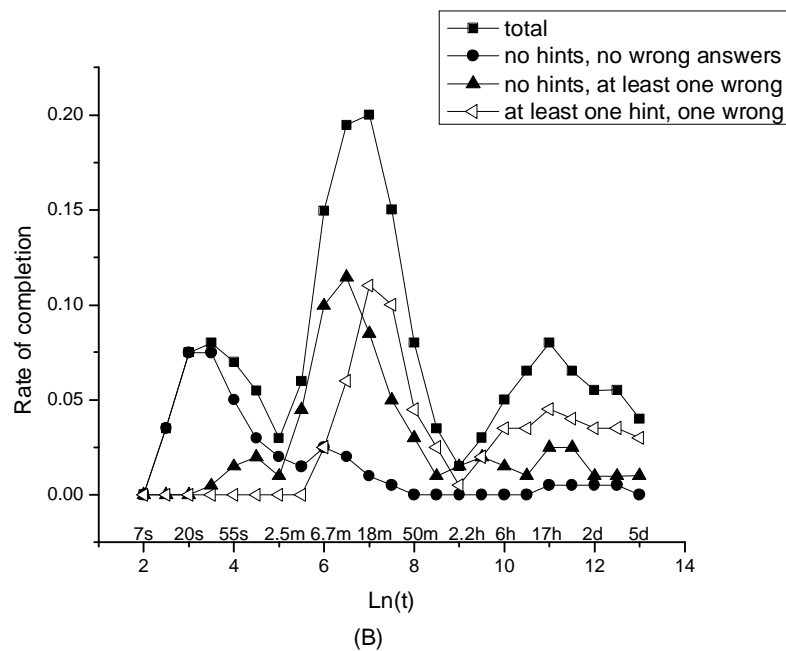 total
no hints, no wrong answers
no hints, at least one wrong
at least one hint, one wrong
0.20
0.15
0.10
0.05
0.00
Rate of completion
7s 20s 55s 2.5m 6.7m 18m 50m 2.2h 6h 17h 2d 5d
2 4 6 8 10 12 14
Ln(t)
(B)